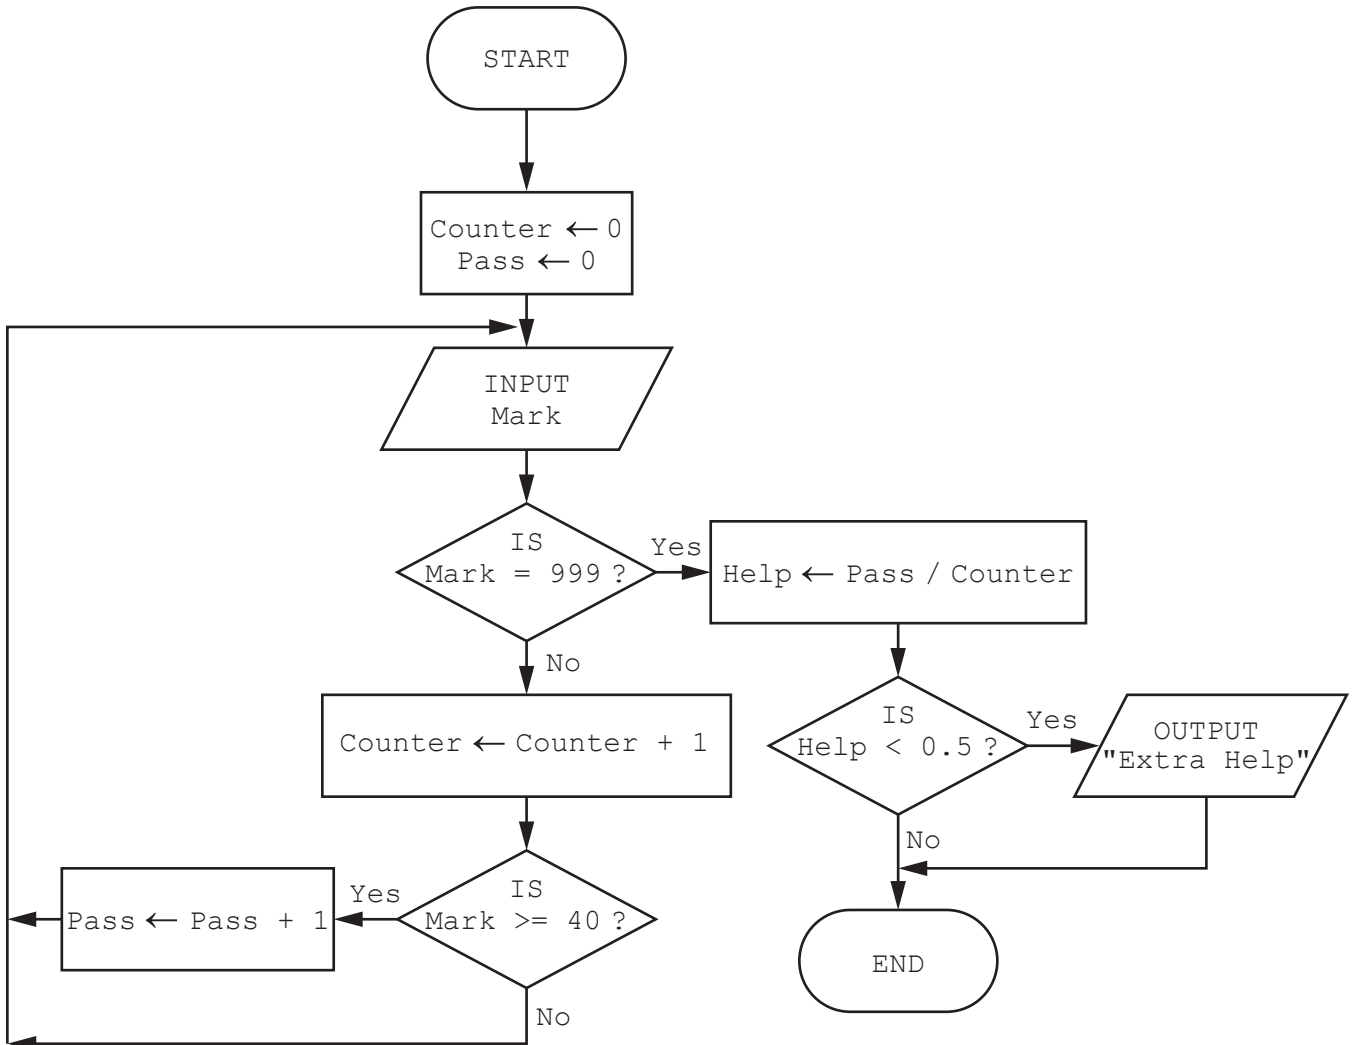 START
Counter ← 0
Pass ← 0
INPUT
Mark
IS
Mark = 999 ?
Yes
Help ← Pass / Counter
No
Counter ← Counter + 1
IS
Help < 0.5 ?
Yes
OUTPUT
"Extra Help"
No
IS
Mark >= 40 ?
Yes
Pass ← Pass + 1
No
END